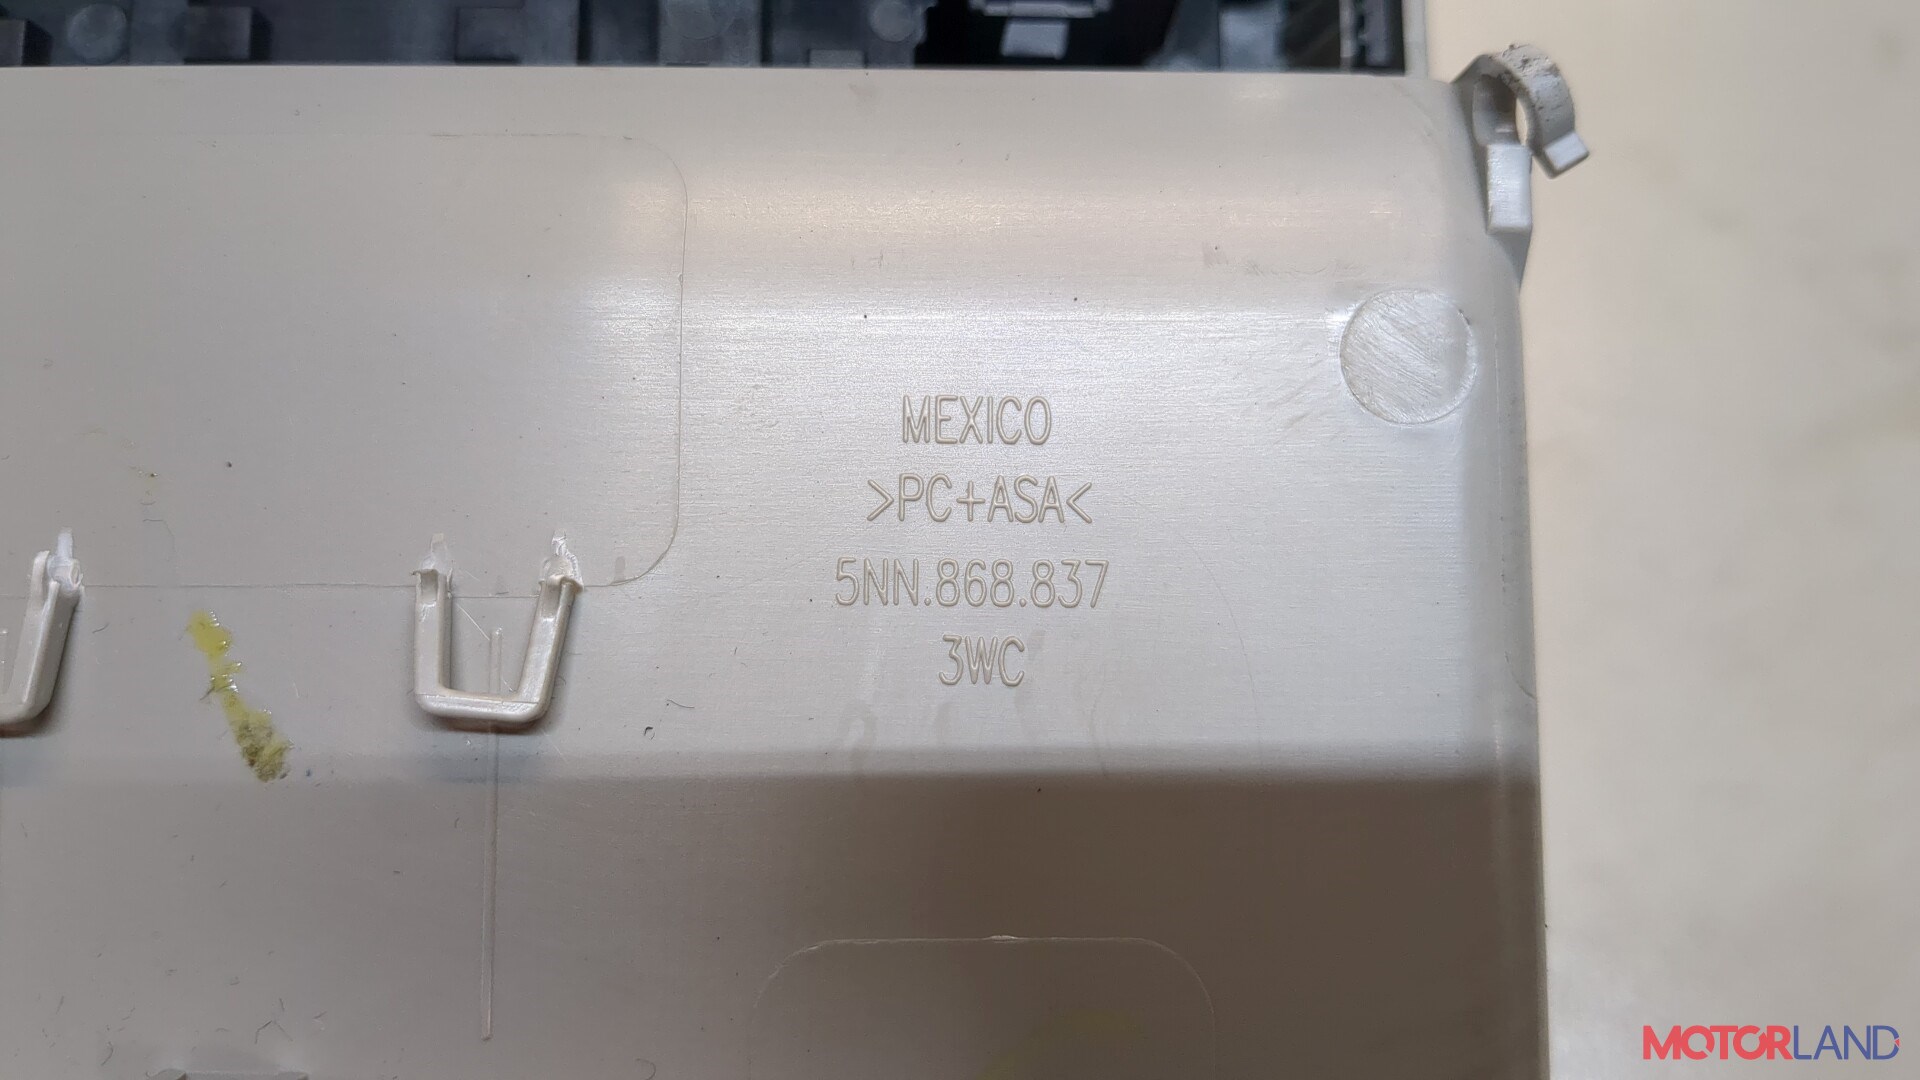 MEXICO
>PC+ASA<
5NN.868.837
3WC
MOTORLAND